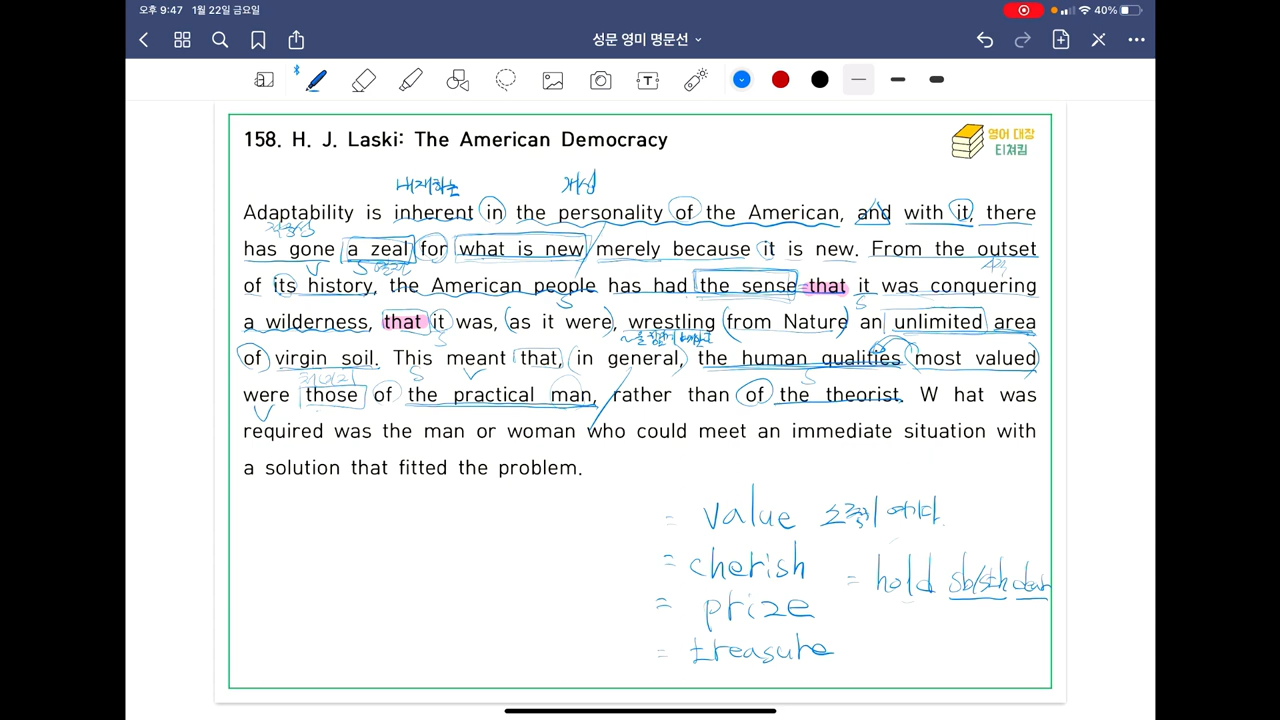 오후 9:47 1월 22일 금요일
40%
성문 영미 명문선
158. H. J. Laski: The American Democracy
영어 대장
티쳐킴
내재하는 개성
Adaptability is inherent in the personality of the American, and with it, there
적응성
has gone a zeal for what is new merely because it is new. From the outset
V S 열정 시작
of its history, the American people has had the sense that it was conquering
S S
a wilderness, that it was, (as it were), wrestling (from Nature) an unlimited area
S
of virgin soil. This meant that, (in general,) the human qualities (most valued)
S V S
were those of the practical man, rather than of the theorist. W hat was
V
required was the man or woman who could meet an immediate situation with
a solution that fitted the problem.
= value 소중히 여기다.
= cherish = hold sb/sth dear
= prize
= treasure